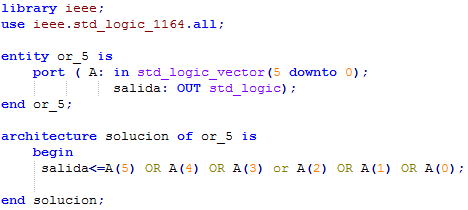 library ieee;
use ieee.std_logic_1164.all;
entity or_5 is
port ( A: in std_logic_vector(5 downto 0);
salida: OUT std_logic);
end or_5;
architecture solucion of or_5 is
begin
salida<=A(5) OR A(4) OR A(3) or A(2) OR A(1) OR A(0);
end solucion;